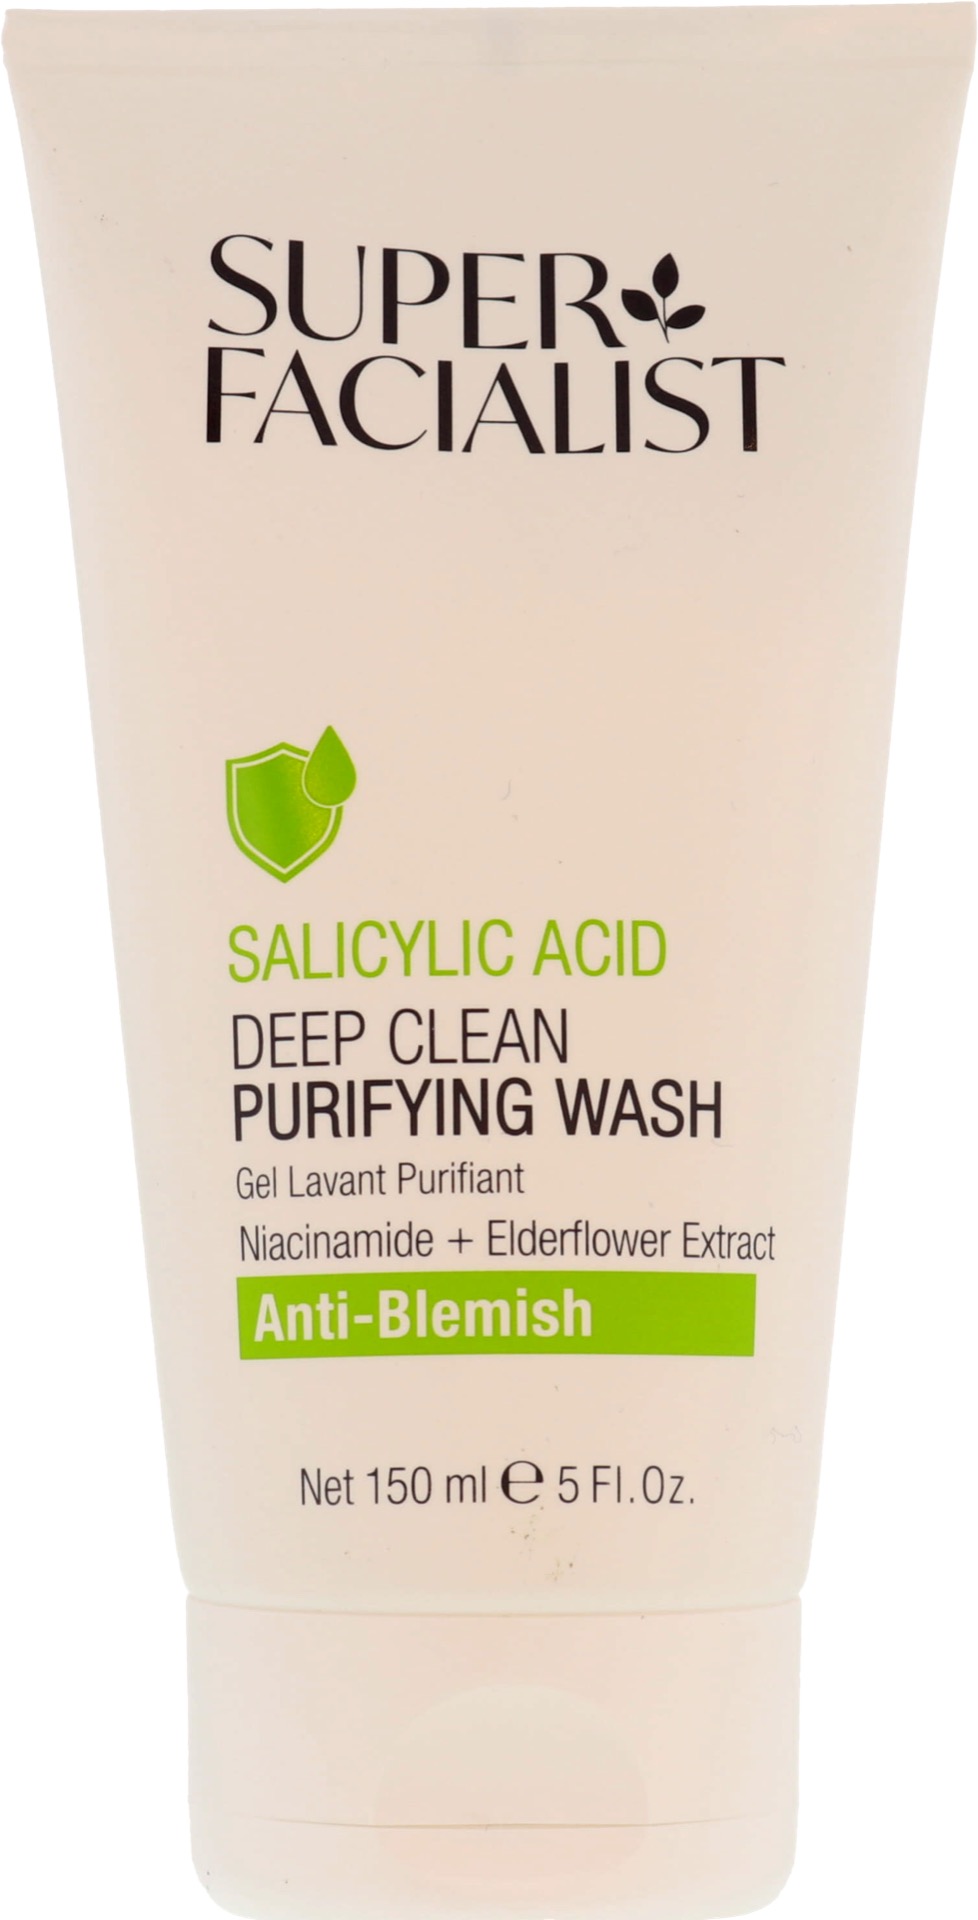 SUPER
FACIALIST
SALICYLIC ACID
DEEP CLEAN
PURIFYING WASH
Gel Lavant Purifiant
Niacinamide + Elderflower Extract
Anti-Blemish
Net 150 ml ℮ 5 Fl.Oz.